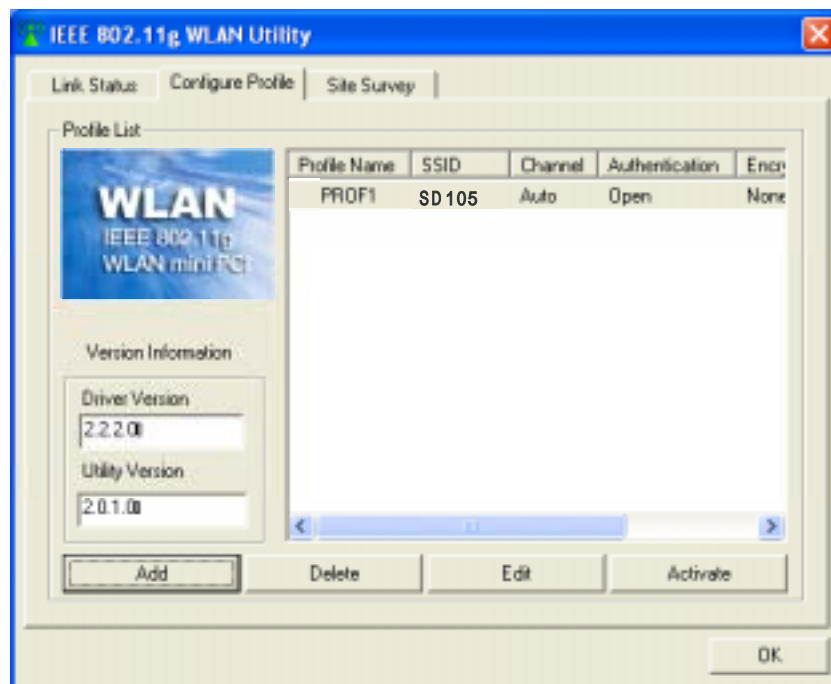 IEEE 802.11g WLAN Utility
Link Status Configure Profile Site Survey
Profile List
WLAN
IEEE 802.11g
WLAN mini PCI
Profile Name SSID Channel Authentication Encry
PROF1 SD105 Auto Open None
Version Information
Driver Version
2.2.2.0
Utility Version
2.0.1.0
Add Delete Edit Activate
OK